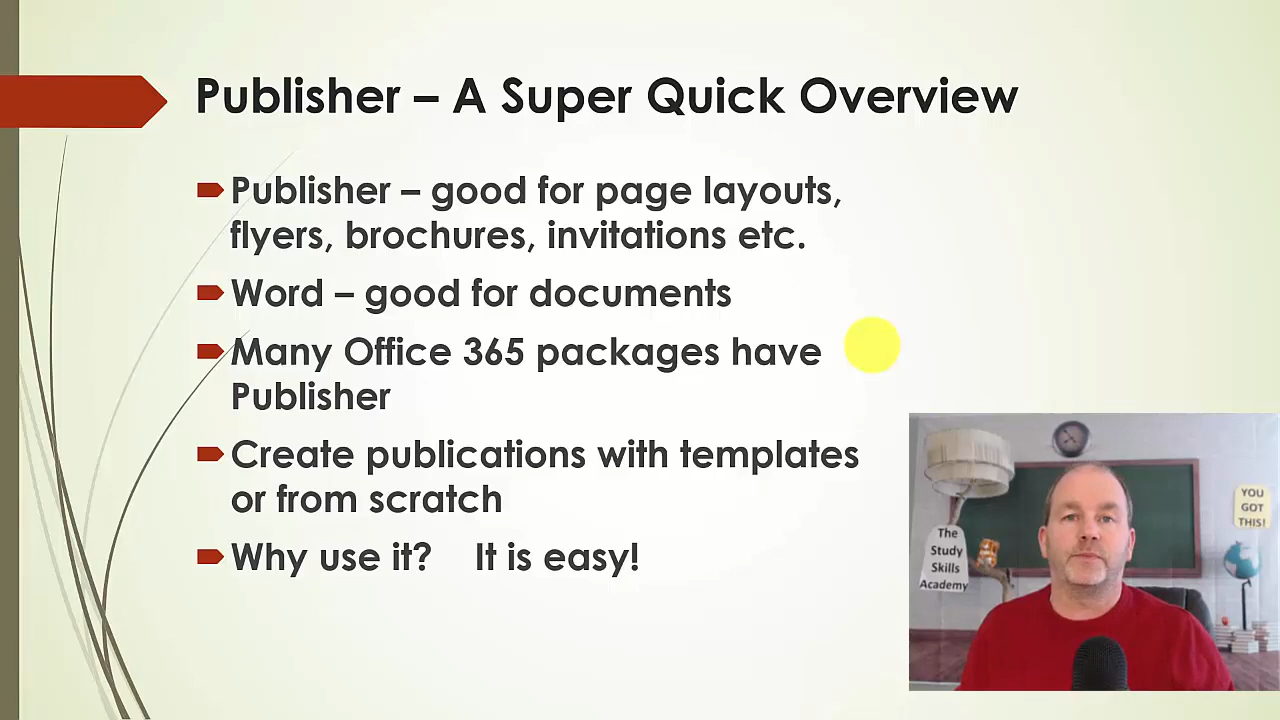 Publisher – A Super Quick Overview
Publisher – good for page layouts,
flyers, brochures, invitations etc.
Word – good for documents
Many Office 365 packages have
Publisher
Create publications with templates
or from scratch
Why use it? It is easy!
The
Study
Skills
Academy
YOU
GOT
THIS!